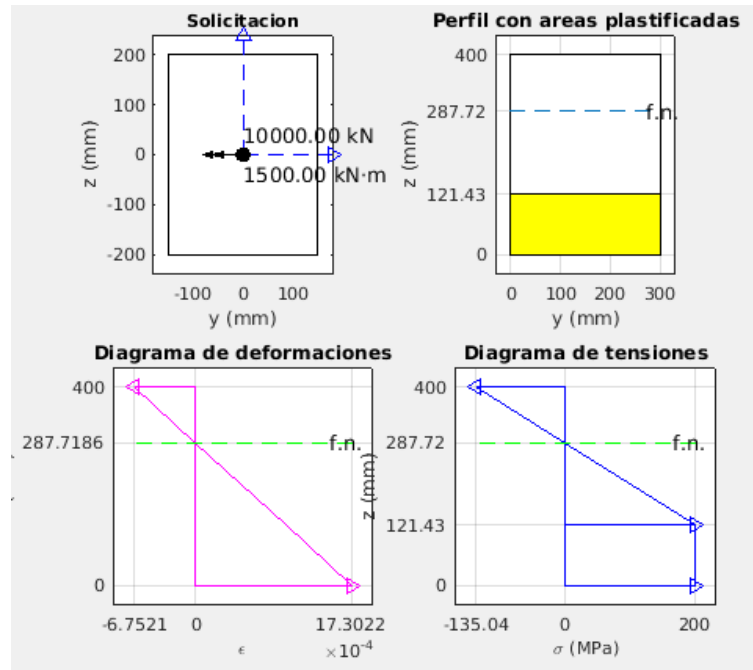 Solicitacion
200
100
0
-100
-200
z (mm)
10000.00 kN
1500.00 kN·m
-100 0 100
y (mm)
Perfil con areas plastificadas
400
287.72
121.43
0
z (mm)
f.n.
0 100 200 300
y (mm)
Diagrama de deformaciones
400
287.7186
0
f.n.
-6.7521 0 17.3022
ϵ
×10⁻⁴
Diagrama de tensiones
400
287.72
121.43
0
z (mm)
f.n.
-135.04 0 200
σ (MPa)